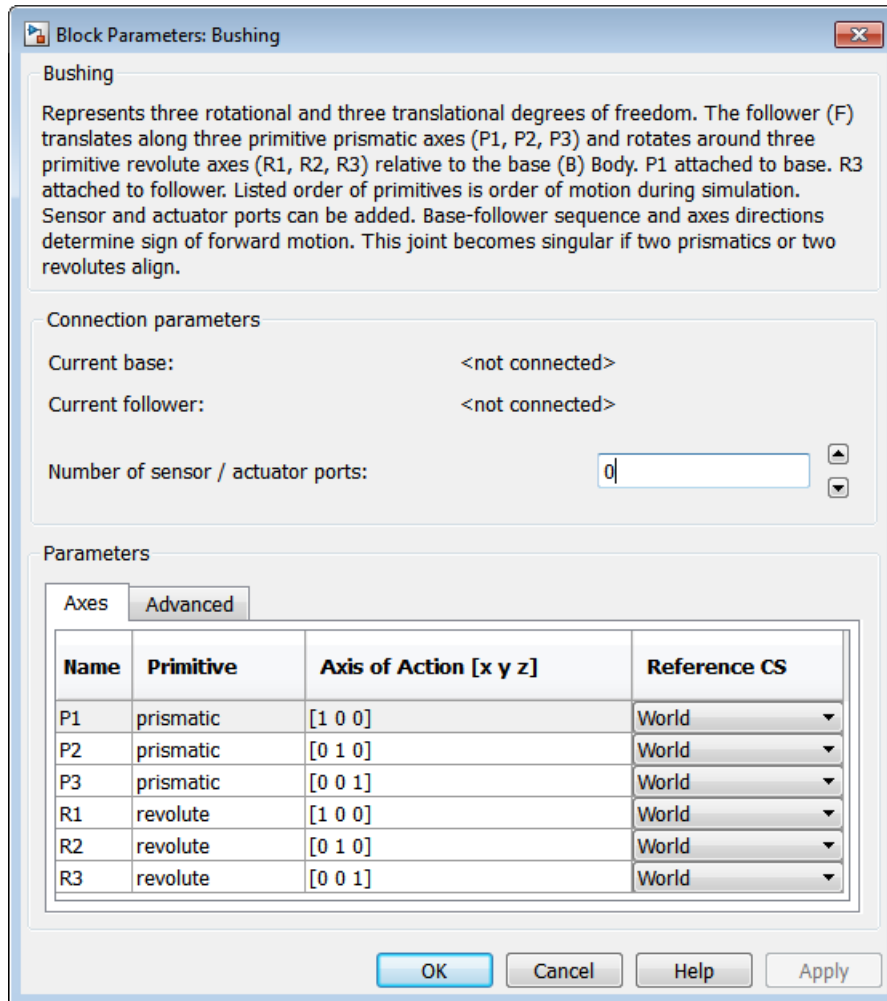 Block Parameters: Bushing
Bushing
Represents three rotational and three translational degrees of freedom. The follower (F)
translates along three primitive prismatic axes (P1, P2, P3) and rotates around three
primitive revolute axes (R1, R2, R3) relative to the base (B) Body. P1 attached to base. R3
attached to follower. Listed order of primitives is order of motion during simulation.
Sensor and actuator ports can be added. Base-follower sequence and axes directions
determine sign of forward motion. This joint becomes singular if two prismatics or two
revolutes align.
Connection parameters
Current base: <not connected>
Current follower: <not connected>
Number of sensor / actuator ports: 0
Parameters
Axes Advanced
Name Primitive Axis of Action [x y z] Reference CS
P1 prismatic [1 0 0] World
P2 prismatic [0 1 0] World
P3 prismatic [0 0 1] World
R1 revolute [1 0 0] World
R2 revolute [0 1 0] World
R3 revolute [0 0 1] World
OK Cancel Help Apply